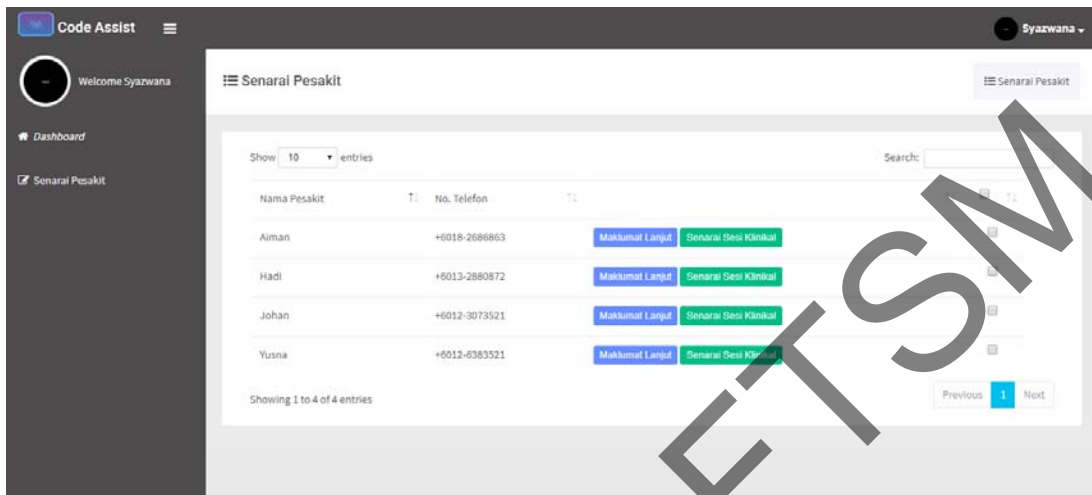 Code Assist
Syazwana
Welcome Syazwana
Senarai Pesakit
Senarai Pesakit
Dashboard
Senarai Pesakit
Show 10 entries
Search:
Nama Pesakit No. Telefon
Aiman +6018-2686863 Maklumat Lanjut Senarai Sesi Klinikal
Hadi +6013-2880872 Maklumat Lanjut Senarai Sesi Klinikal
Johan +6012-3073521 Maklumat Lanjut Senarai Sesi Klinikal
Yusna +6012-6383521 Maklumat Lanjut Senarai Sesi Klinikal
Showing 1 to 4 of 4 entries
Previous 1 Next
FTSM